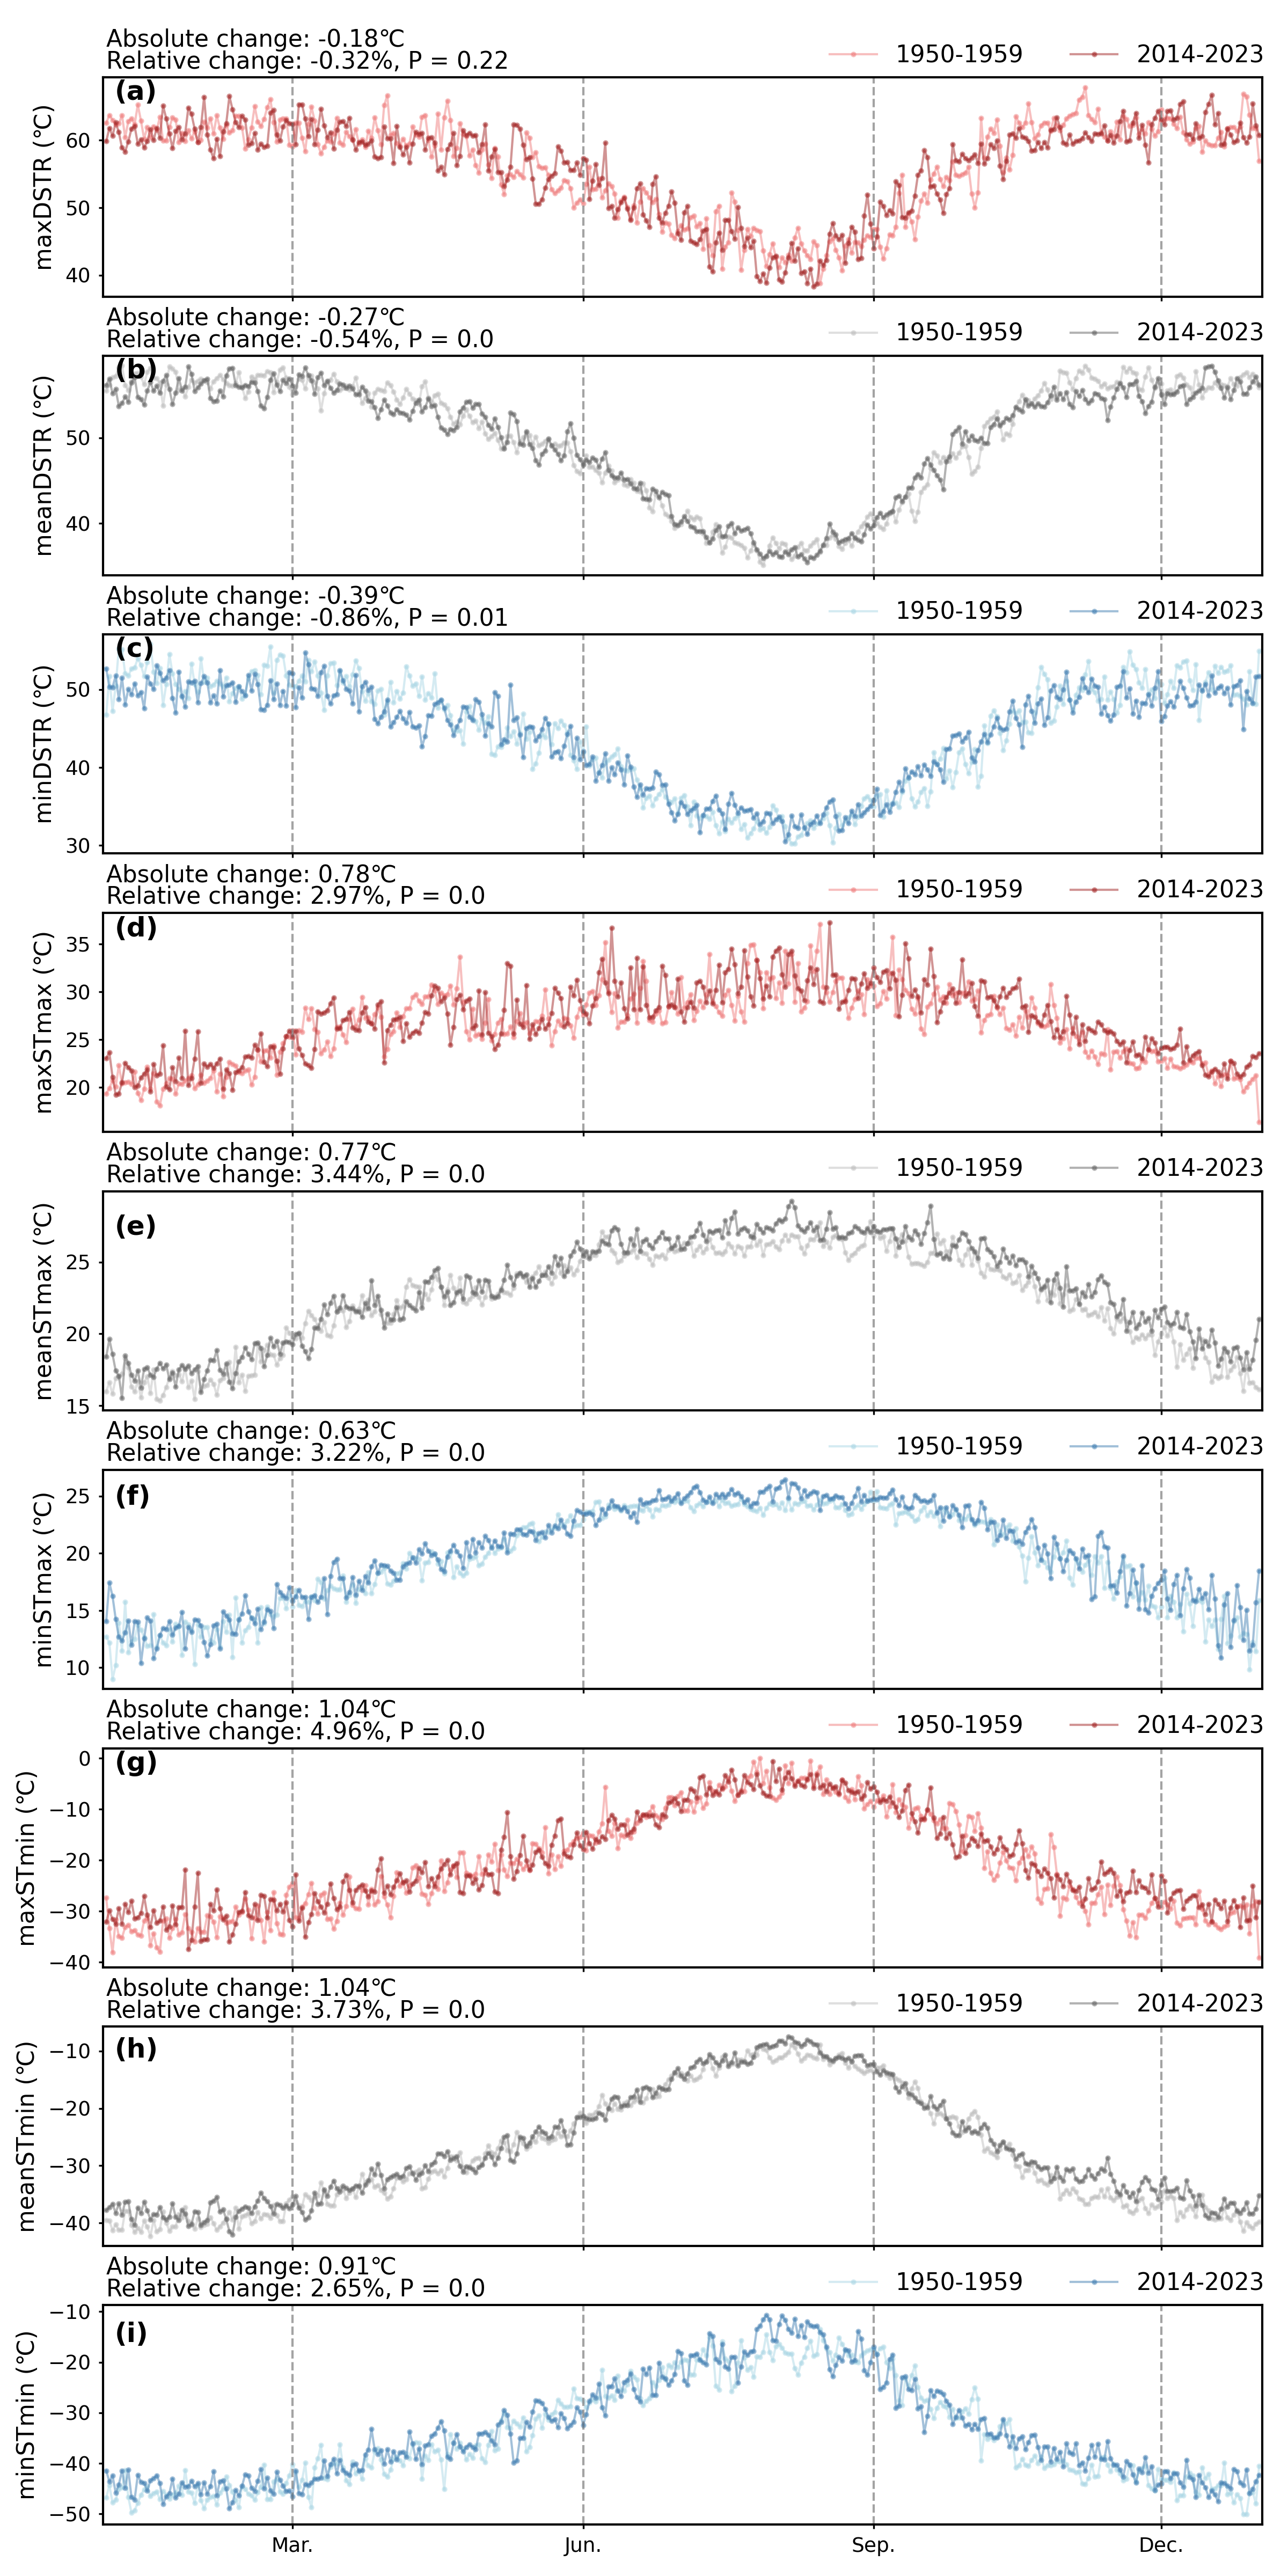 Absolute change: -0.18℃
Relative change: -0.32%, P = 0.22
1950-1959 2014-2023
(a)
maxDSTR (℃)
60
50
40
Absolute change: -0.27℃
Relative change: -0.54%, P = 0.0
1950-1959 2014-2023
(b)
meanDSTR (℃)
50
40
Absolute change: -0.39℃
Relative change: -0.86%, P = 0.01
1950-1959 2014-2023
(c)
minDSTR (℃)
50
40
30
Absolute change: 0.78℃
Relative change: 2.97%, P = 0.0
1950-1959 2014-2023
(d)
maxSTmax (℃)
35
30
25
20
Absolute change: 0.77℃
Relative change: 3.44%, P = 0.0
1950-1959 2014-2023
(e)
meanSTmax (℃)
25
20
15
Absolute change: 0.63℃
Relative change: 3.22%, P = 0.0
1950-1959 2014-2023
(f)
minSTmax (℃)
25
20
15
10
Absolute change: 1.04℃
Relative change: 4.96%, P = 0.0
1950-1959 2014-2023
(g)
maxSTmin (℃)
0
−10
−20
−30
−40
Absolute change: 1.04℃
Relative change: 3.73%, P = 0.0
1950-1959 2014-2023
(h)
meanSTmin (℃)
−10
−20
−30
−40
Absolute change: 0.91℃
Relative change: 2.65%, P = 0.0
1950-1959 2014-2023
(i)
minSTmin (℃)
−10
−20
−30
−40
−50
Mar. Jun. Sep. Dec.